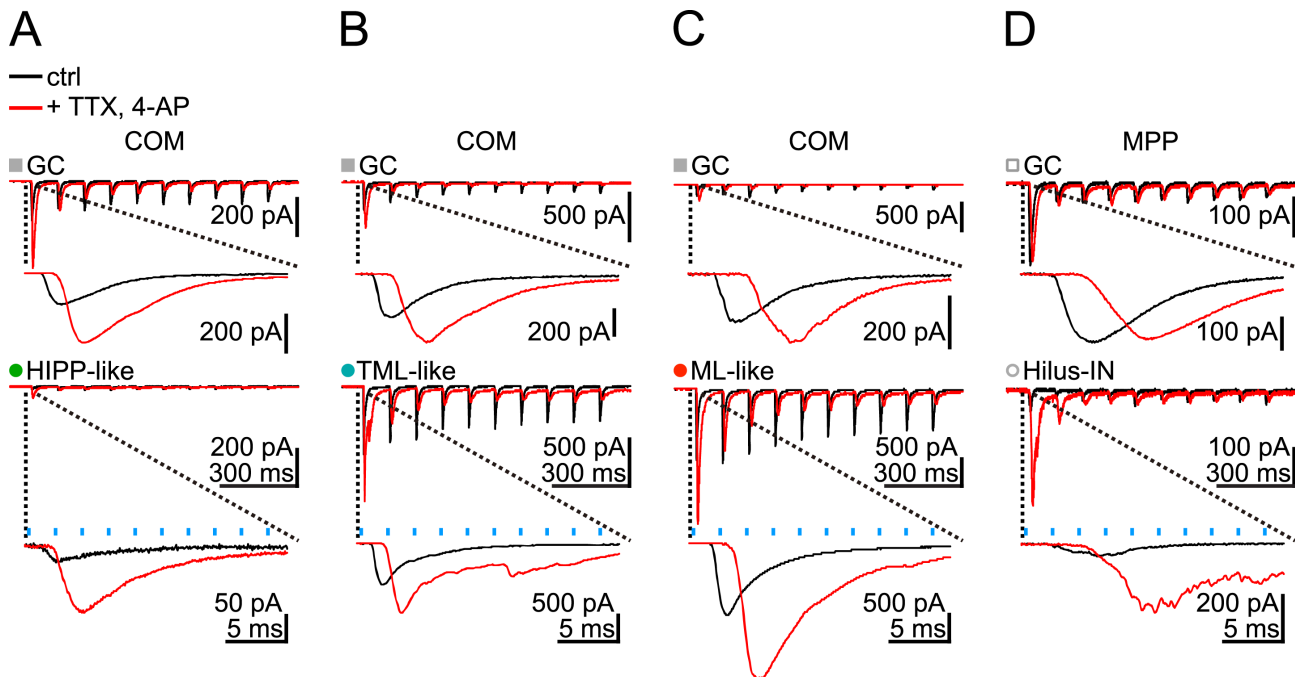 A B C D
ctrl
+ TTX, 4-AP
COM COM COM MPP
GC GC GC GC
200 pA 500 pA 500 pA 100 pA
200 pA 200 pA 200 pA 100 pA
HIPP-like TML-like ML-like Hilus-IN
200 pA 500 pA 500 pA 100 pA
300 ms 300 ms 300 ms 300 ms
50 pA 500 pA 500 pA 200 pA
5 ms 5 ms 5 ms 5 ms